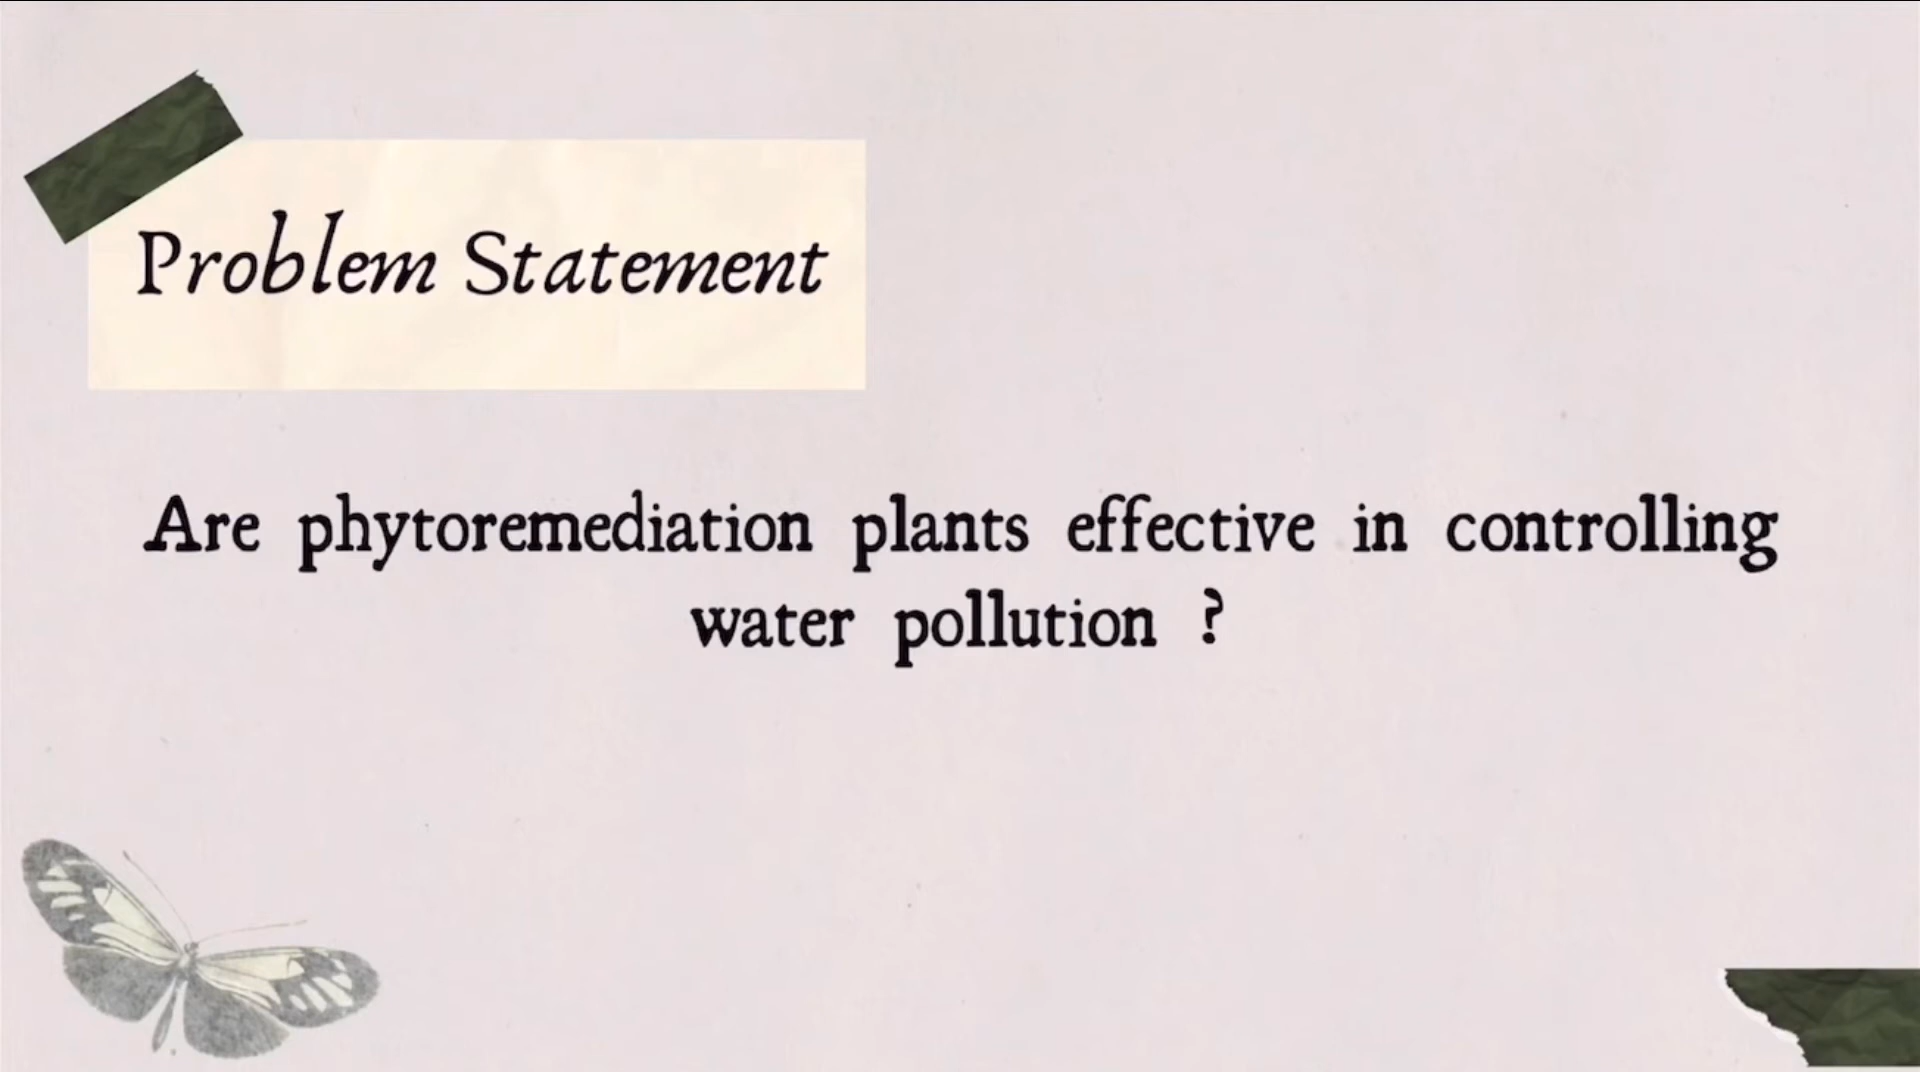 Problem Statement
Are phytoremediation plants effective in controlling
water pollution ?